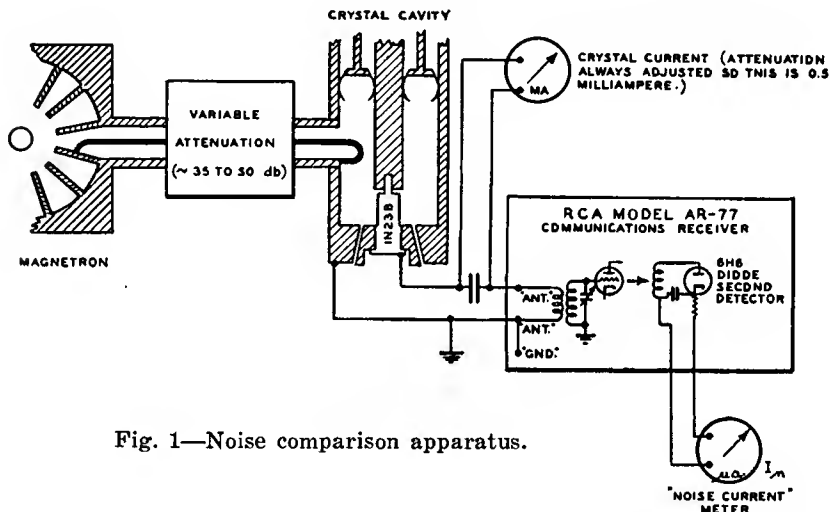 CRYSTAL CAVITY
CRYSTAL CURRENT (ATTENUATION
ALWAYS ADJUSTED SO THIS IS 0.5
MILLIAMPERE.)
MA
VARIABLE
ATTENUATION
(~ 35 TO 50 db)
1N23B
MAGNETRON
RCA MODEL AR-77
COMMUNICATIONS RECEIVER
6H6
DIODE
SECOND
DETECTOR
"ANT."
"ANT."
"GND."
Fig. 1—Noise comparison apparatus.
μa.
In
"NOISE CURRENT"
METER